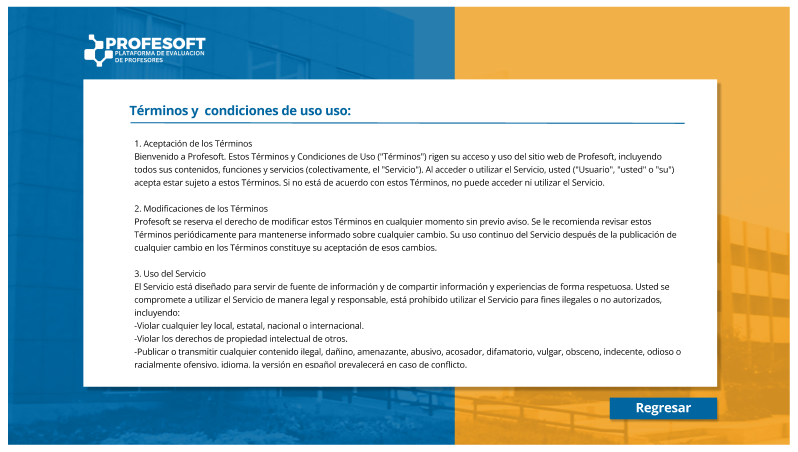 PROFESOFT
PLATAFORMA DE EVALUACION
DE PROFESORES
Términos y condiciones de uso uso:
1. Aceptación de los Términos
Bienvenido a Profesoft. Estos Términos y Condiciones de Uso ("Términos") rigen su acceso y uso del sitio web de Profesoft, incluyendo
todos sus contenidos, funciones y servicios (colectivamente, el "Servicio"). Al acceder o utilizar el Servicio, usted ("Usuario", "usted" o "su")
acepta estar sujeto a estos Términos. Si no está de acuerdo con estos Términos, no puede acceder ni utilizar el Servicio.
2. Modificaciones de los Términos
Profesoft se reserva el derecho de modificar estos Términos en cualquier momento sin previo aviso. Se le recomienda revisar estos
Términos periódicamente para mantenerse informado sobre cualquier cambio. Su uso continuo del Servicio después de la publicación de
cualquier cambio en los Términos constituye su aceptación de esos cambios.
3. Uso del Servicio
El Servicio está diseñado para servir de fuente de información y de compartir información y experiencias de forma respetuosa. Usted se
compromete a utilizar el Servicio de manera legal y responsable, está prohibido utilizar el Servicio para fines ilegales o no autorizados,
incluyendo:
-Violar cualquier ley local, estatal, nacional o internacional.
-Violar los derechos de propiedad intelectual de otros.
-Publicar o transmitir cualquier contenido ilegal, dañino, amenazante, abusivo, acosador, difamatorio, vulgar, obsceno, indecente, odioso o
racialmente ofensivo. idioma, la versión en español prevalecerá en caso de conflicto.
Regresar